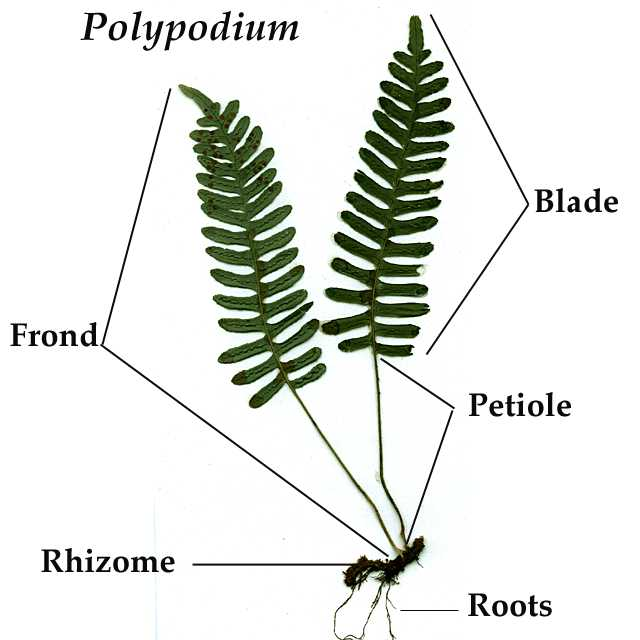 Polypodium
Blade
Frond
Petiole
Rhizome
Roots